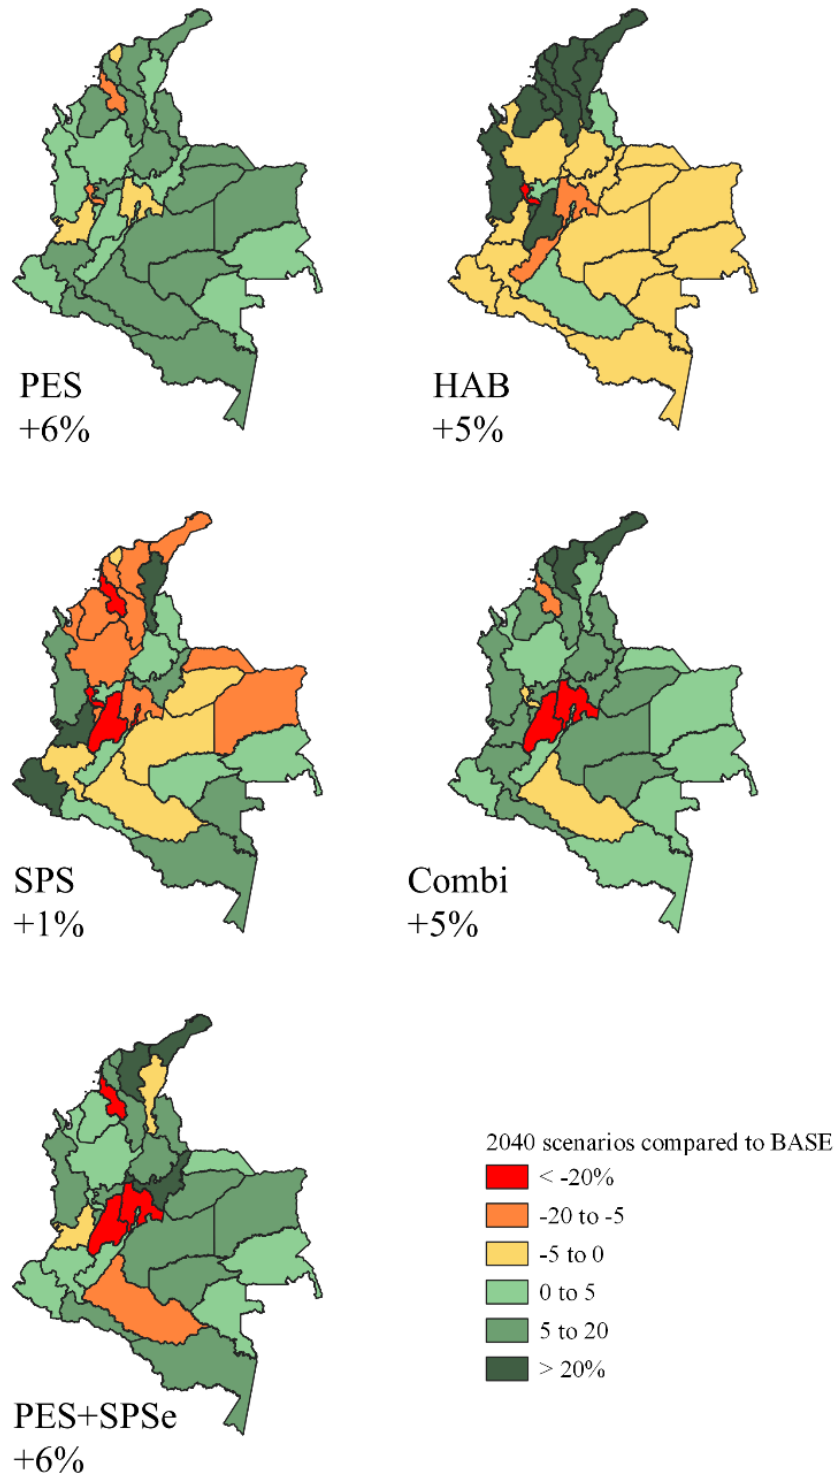 PES
+6%
HAB
+5%
SPS
+1%
Combi
+5%
PES+SPSe
+6%
2040 scenarios compared to BASE
< -20%
-20 to -5
-5 to 0
0 to 5
5 to 20
> 20%